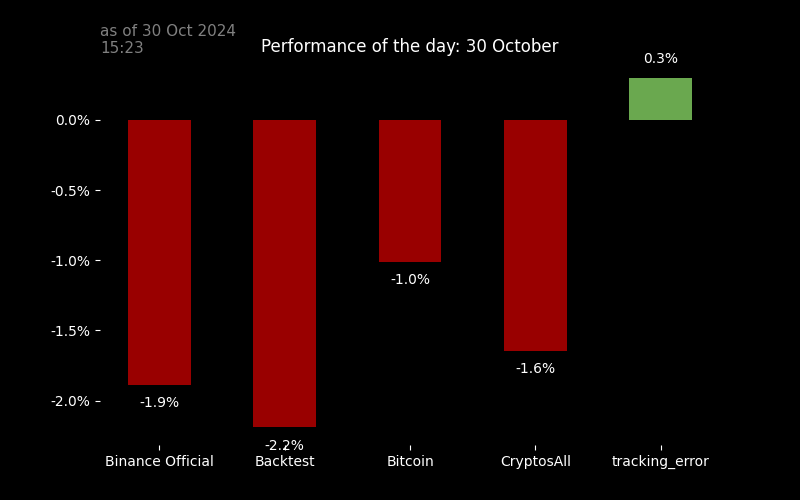 as of 30 Oct 2024
15:23
Performance of the day: 30 October
0.3%
0.0%
-0.5%
-1.0%
-1.5%
-2.0%
-1.9%
-2.2%
-1.0%
-1.6%
Binance Official
Backtest
Bitcoin
CryptosAll
tracking_error